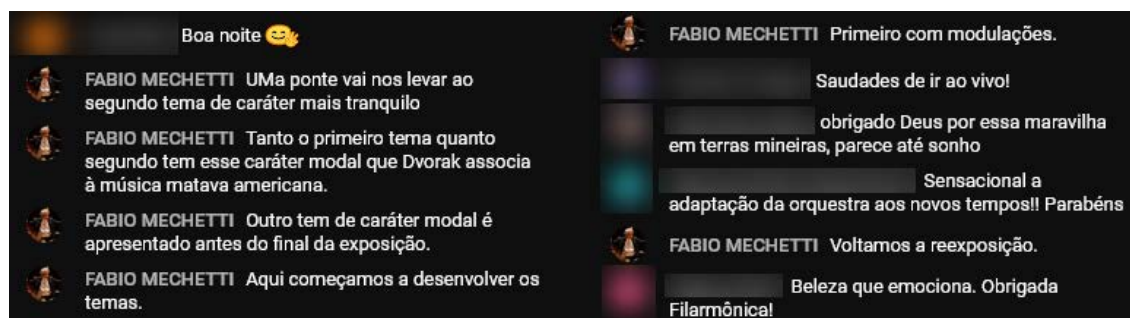 Boa noite 🤗
FABIO MECHETTI UMa ponte vai nos levar ao
segundo tema de caráter mais tranquilo
FABIO MECHETTI Tanto o primeiro tema quanto
segundo tem esse caráter modal que Dvorak associa
à música matava americana.
FABIO MECHETTI Outro tem de caráter modal é
apresentado antes do final da exposição.
FABIO MECHETTI Aqui começamos a desenvolver os
temas.
FABIO MECHETTI Primeiro com modulações.
Saudades de ir ao vivo!
obrigado Deus por essa maravilha
em terras mineiras, parece até sonho
Sensacional a
adaptação da orquestra aos novos tempos!! Parabéns
FABIO MECHETTI Voltamos a reexposição.
Beleza que emociona. Obrigada
Filarmônica!